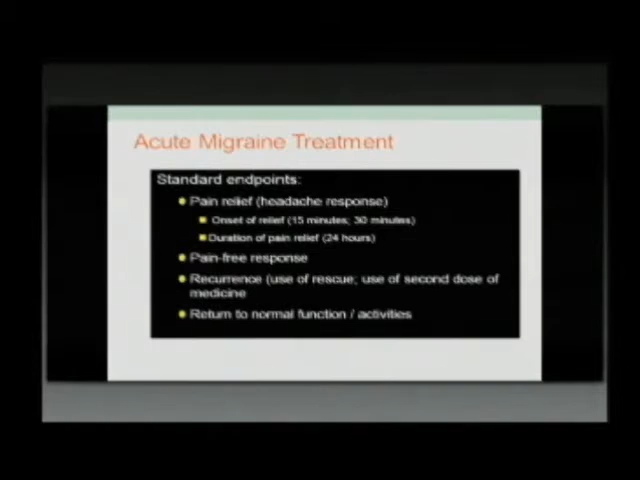 Acute Migraine Treatment
Standard endpoints:
Pain relief (headache response)
Onset of relief (15 minutes; 30 minutes)
Duration of pain relief (24 hours)
Pain-free response
Recurrence (use of rescue; use of second dose of
medicine
Return to normal function / activities